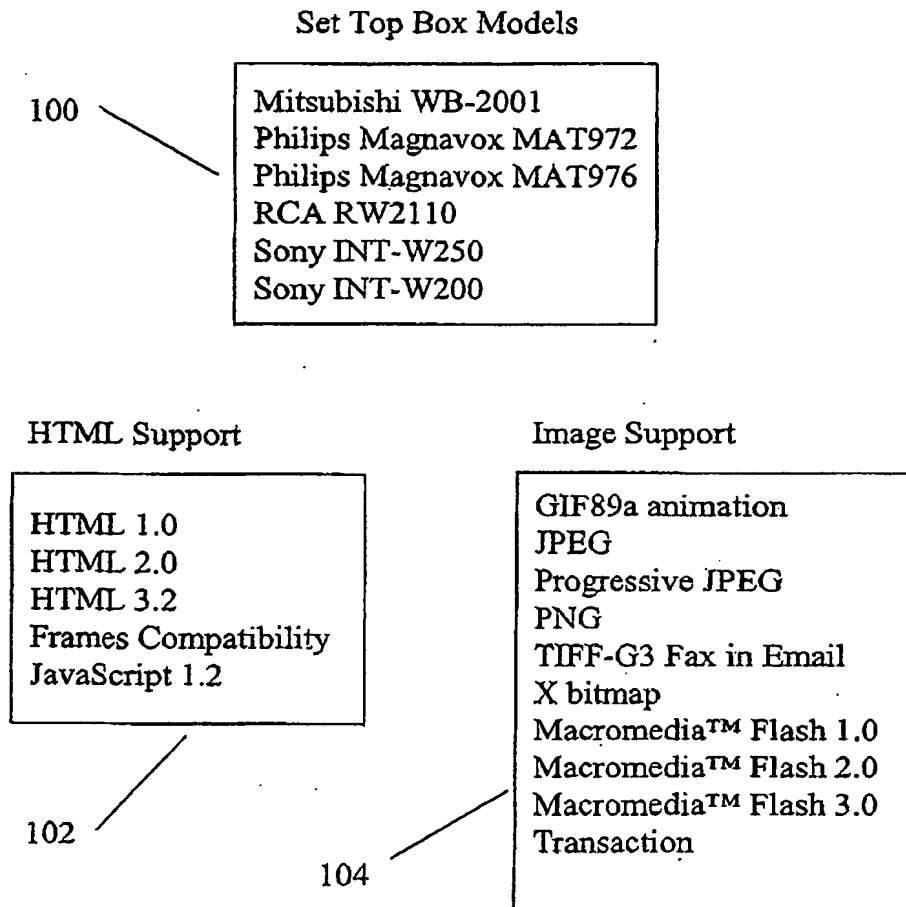 Set Top Box Models
100
Mitsubishi WB-2001
Philips Magnavox MAT972
Philips Magnavox MAT976
RCA RW2110
Sony INT-W250
Sony INT-W200
HTML Support
HTML 1.0
HTML 2.0
HTML 3.2
Frames Compatibility
JavaScript 1.2
102
Image Support
GIF89a animation
JPEG
Progressive JPEG
PNG
TIFF-G3 Fax in Email
X bitmap
Macromedia™ Flash 1.0
Macromedia™ Flash 2.0
Macromedia™ Flash 3.0
Transaction
104